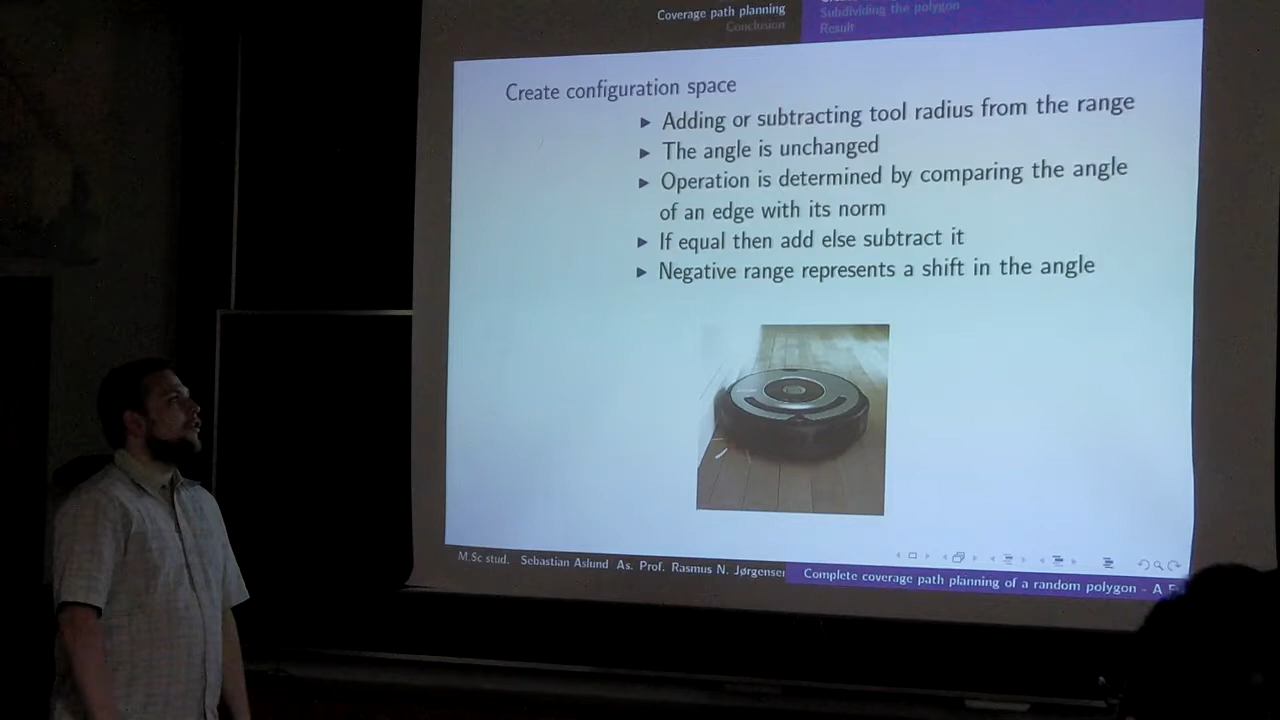 Coverage path planning
Conclusion
Subdividing the polygon
Result
Create configuration space
Adding or subtracting tool radius from the range
The angle is unchanged
Operation is determined by comparing the angle
of an edge with its norm
If equal then add else subtract it
Negative range represents a shift in the angle
M.Sc stud. Sebastian Aslund As. Prof. Rasmus N. Jørgensen
Complete coverage path planning of a random polygon - A